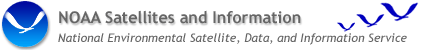 NOAA Satellites and Information
National Environmental Satellite, Data, and Information Service